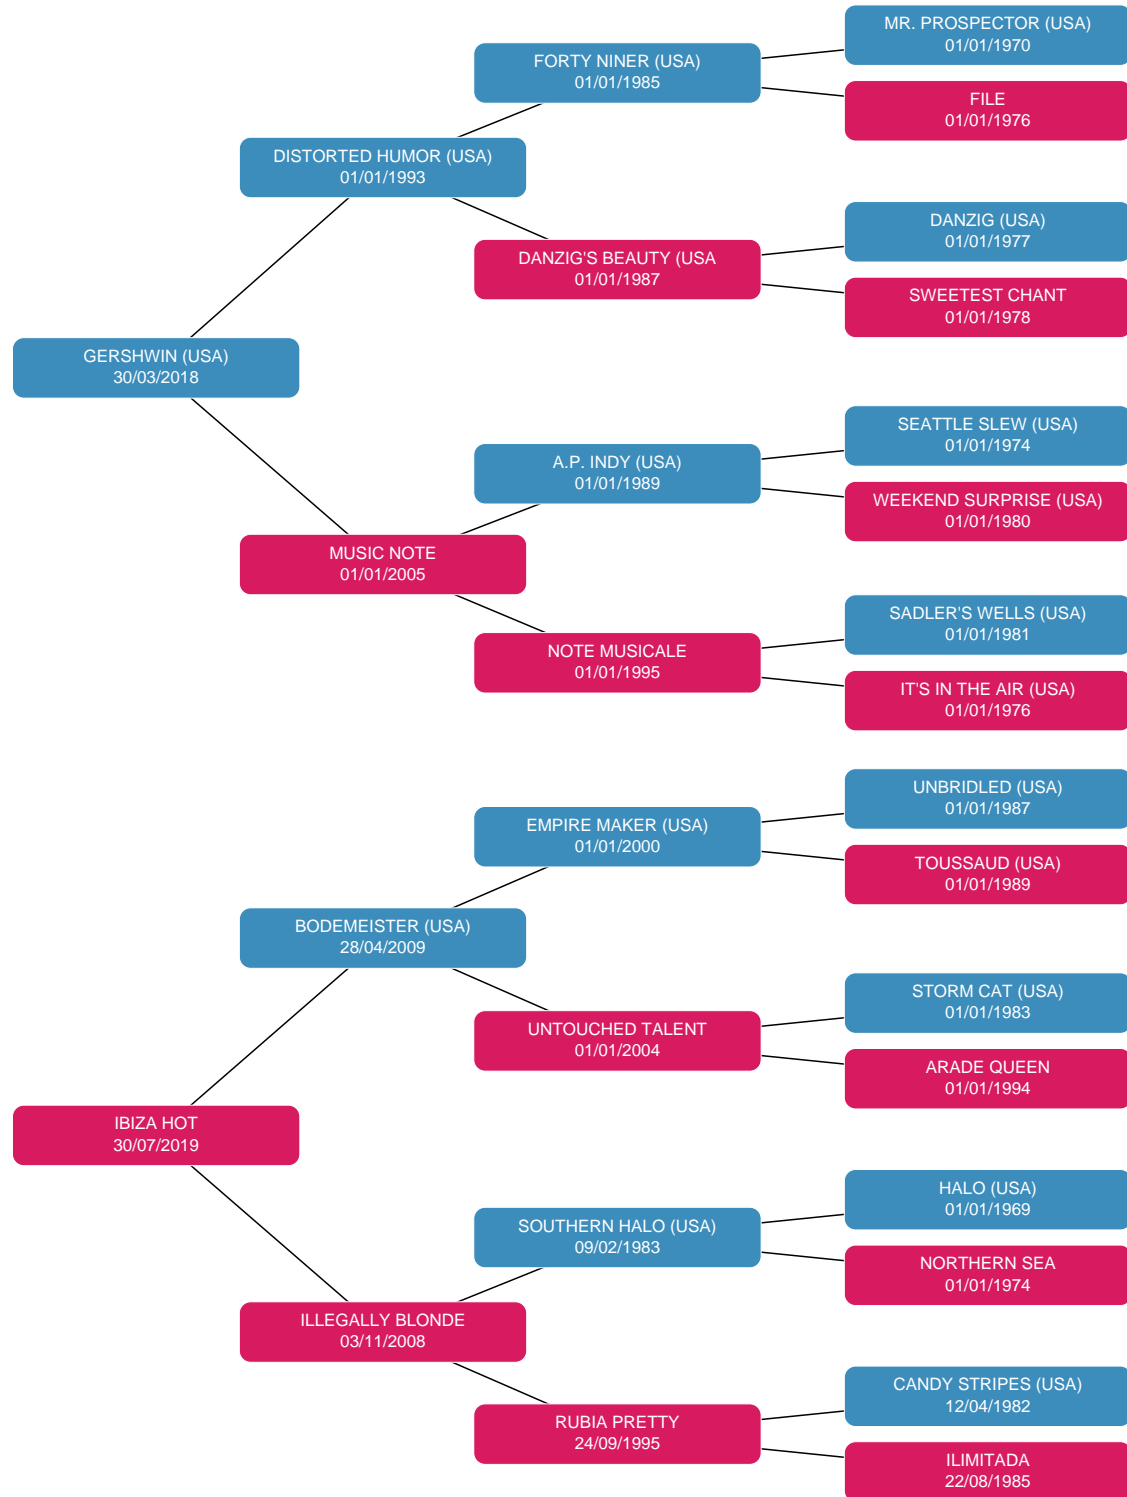 MR. PROSPECTOR (USA)
01/01/1970
FORTY NINER (USA)
01/01/1985
FILE
01/01/1976
DISTORTED HUMOR (USA)
01/01/1993
DANZIG (USA)
01/01/1977
DANZIG'S BEAUTY (USA
01/01/1987
SWEETEST CHANT
01/01/1978
GERSHWIN (USA)
30/03/2018
SEATTLE SLEW (USA)
01/01/1974
A.P. INDY (USA)
01/01/1989
WEEKEND SURPRISE (USA)
01/01/1980
MUSIC NOTE
01/01/2005
SADLER'S WELLS (USA)
01/01/1981
NOTE MUSICALE
01/01/1995
IT'S IN THE AIR (USA)
01/01/1976
UNBRIDLED (USA)
01/01/1987
EMPIRE MAKER (USA)
01/01/2000
TOUSSAUD (USA)
01/01/1989
BODEMEISTER (USA)
28/04/2009
STORM CAT (USA)
01/01/1983
UNTOUCHED TALENT
01/01/2004
ARADE QUEEN
01/01/1994
IBIZA HOT
30/07/2019
HALO (USA)
01/01/1969
SOUTHERN HALO (USA)
09/02/1983
NORTHERN SEA
01/01/1974
ILLEGALLY BLONDE
03/11/2008
CANDY STRIPES (USA)
12/04/1982
RUBIA PRETTY
24/09/1995
ILIMITADA
22/08/1985